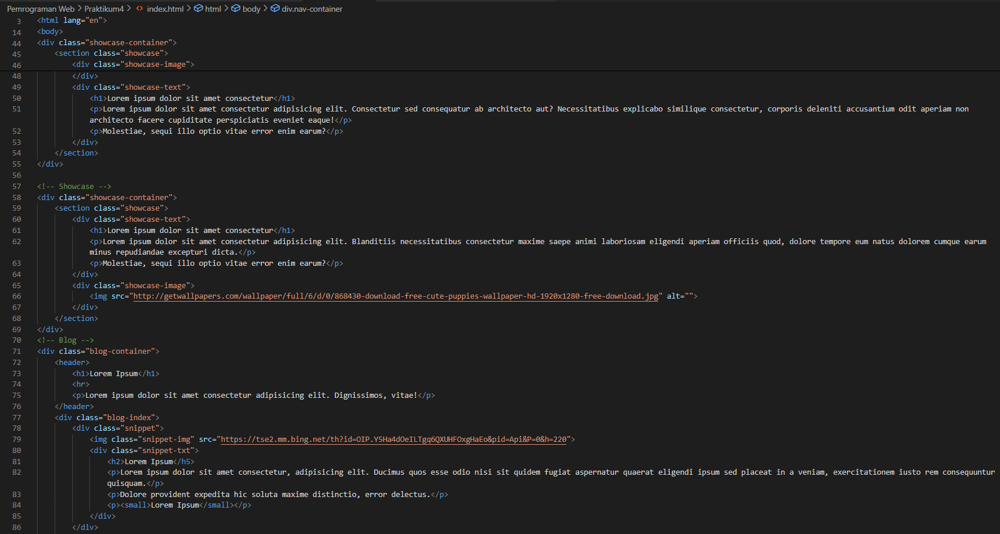 Pemrograman Web > Praktikum4 > <> index.html > html > body > div.nav-container
3 <html lang="en">
14 <body>
44 <div class="showcase-container">
45 <section class="showcase">
46 <div class="showcase-image">
48 </div>
49 <div class="showcase-text">
50 <h1>Lorem ipsum dolor sit amet consectetur</h1>
51 <p>Lorem ipsum dolor sit amet consectetur adipisicing elit. Consectetur sed consequatur ab architecto aut? Necessitatibus explicabo similique consectetur, corporis deleniti accusantium odit aperiam non
architecto facere cupiditate perspiciatis eveniet eaque!</p>
52 <p>Molestiae, sequi illo optio vitae error enim earum?</p>
53 </div>
54 </section>
55 </div>
56
57 <!-- Showcase -->
58 <div class="showcase-container">
59 <section class="showcase">
60 <div class="showcase-text">
61 <h1>Lorem ipsum dolor sit amet consectetur</h1>
62 <p>Lorem ipsum dolor sit amet consectetur adipisicing elit. Blanditiis necessitatibus consectetur maxime saepe animi laboriosam eligendi aperiam officiis quod, dolore tempore eum natus dolorem cumque earum
minus repudiandae excepturi dicta.</p>
63 <p>Molestiae, sequi illo optio vitae error enim earum?</p>
64 </div>
65 <div class="showcase-image">
66 <img src="http://getwallpapers.com/wallpaper/full/6/d/0/868430-download-free-cute-puppies-wallpaper-hd-1920x1280-free-download.jpg" alt="">
67 </div>
68 </section>
69 </div>
70 <!-- Blog -->
71 <div class="blog-container">
72 <header>
73 <h1>Lorem Ipsum</h1>
74 <hr>
75 <p>Lorem ipsum dolor sit amet consectetur adipisicing elit. Dignissimos, vitae!</p>
76 </header>
77 <div class="blog-index">
78 <div class="snippet">
79 <img class="snippet-img" src="https://tse2.mm.bing.net/th?id=OIP.Y5Ha4dOeILTgq6QXUHFOxgHaEo&pid=Api&P=0&h=220">
80 <div class="snippet-txt">
81 <h2>Lorem Ipsum</h5>
82 <p>Lorem ipsum dolor sit amet consectetur, adipisicing elit. Ducimus quos esse odio nisi sit quidem fugiat aspernatur quaerat eligendi ipsum sed placeat in a veniam, exercitationem iusto rem consequuntur
quisquam.</p>
83 <p>Dolore provident expedita hic soluta maxime distinctio, error delectus.</p>
84 <p><small>Lorem Ipsum</small></p>
85 </div>
86 </div>